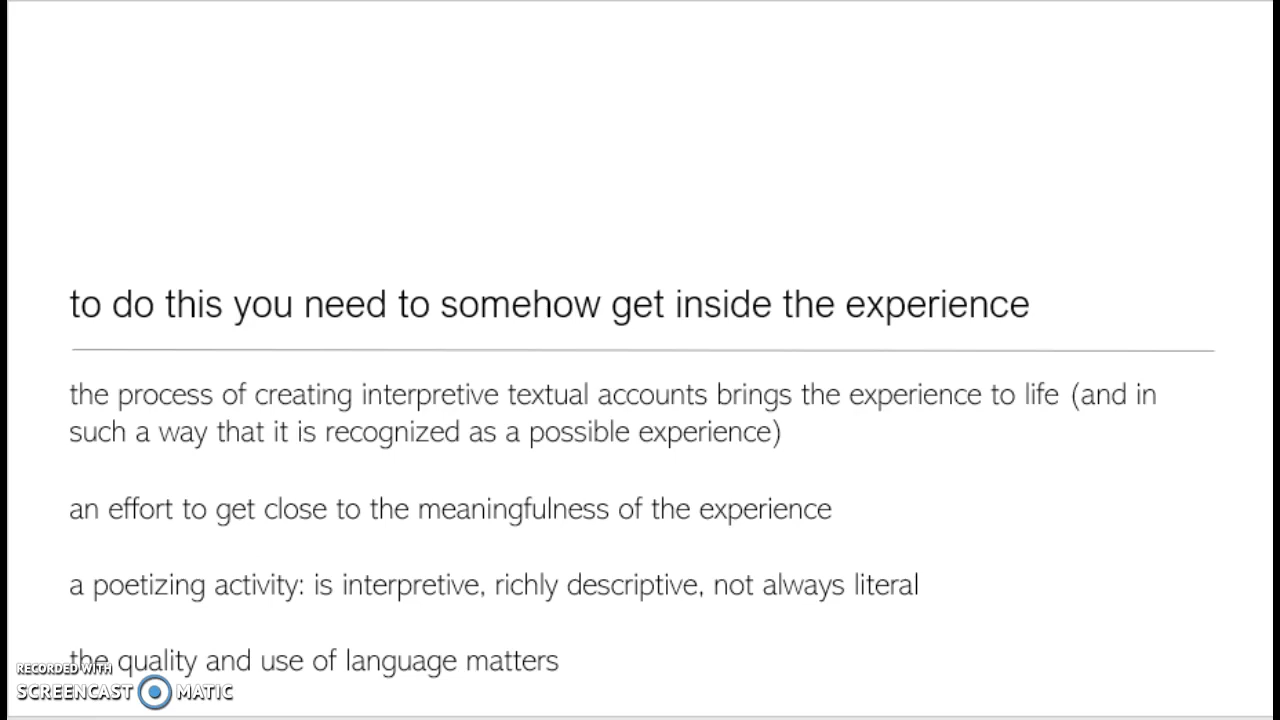 to do this you need to somehow get inside the experience
the process of creating interpretive textual accounts brings the experience to life (and in
such a way that it is recognized as a possible experience)
an effort to get close to the meaningfulness of the experience
a poetizing activity: is interpretive, richly descriptive, not always literal
the quality and use of language matters
RECORDED WITH
SCREENCAST MATIC